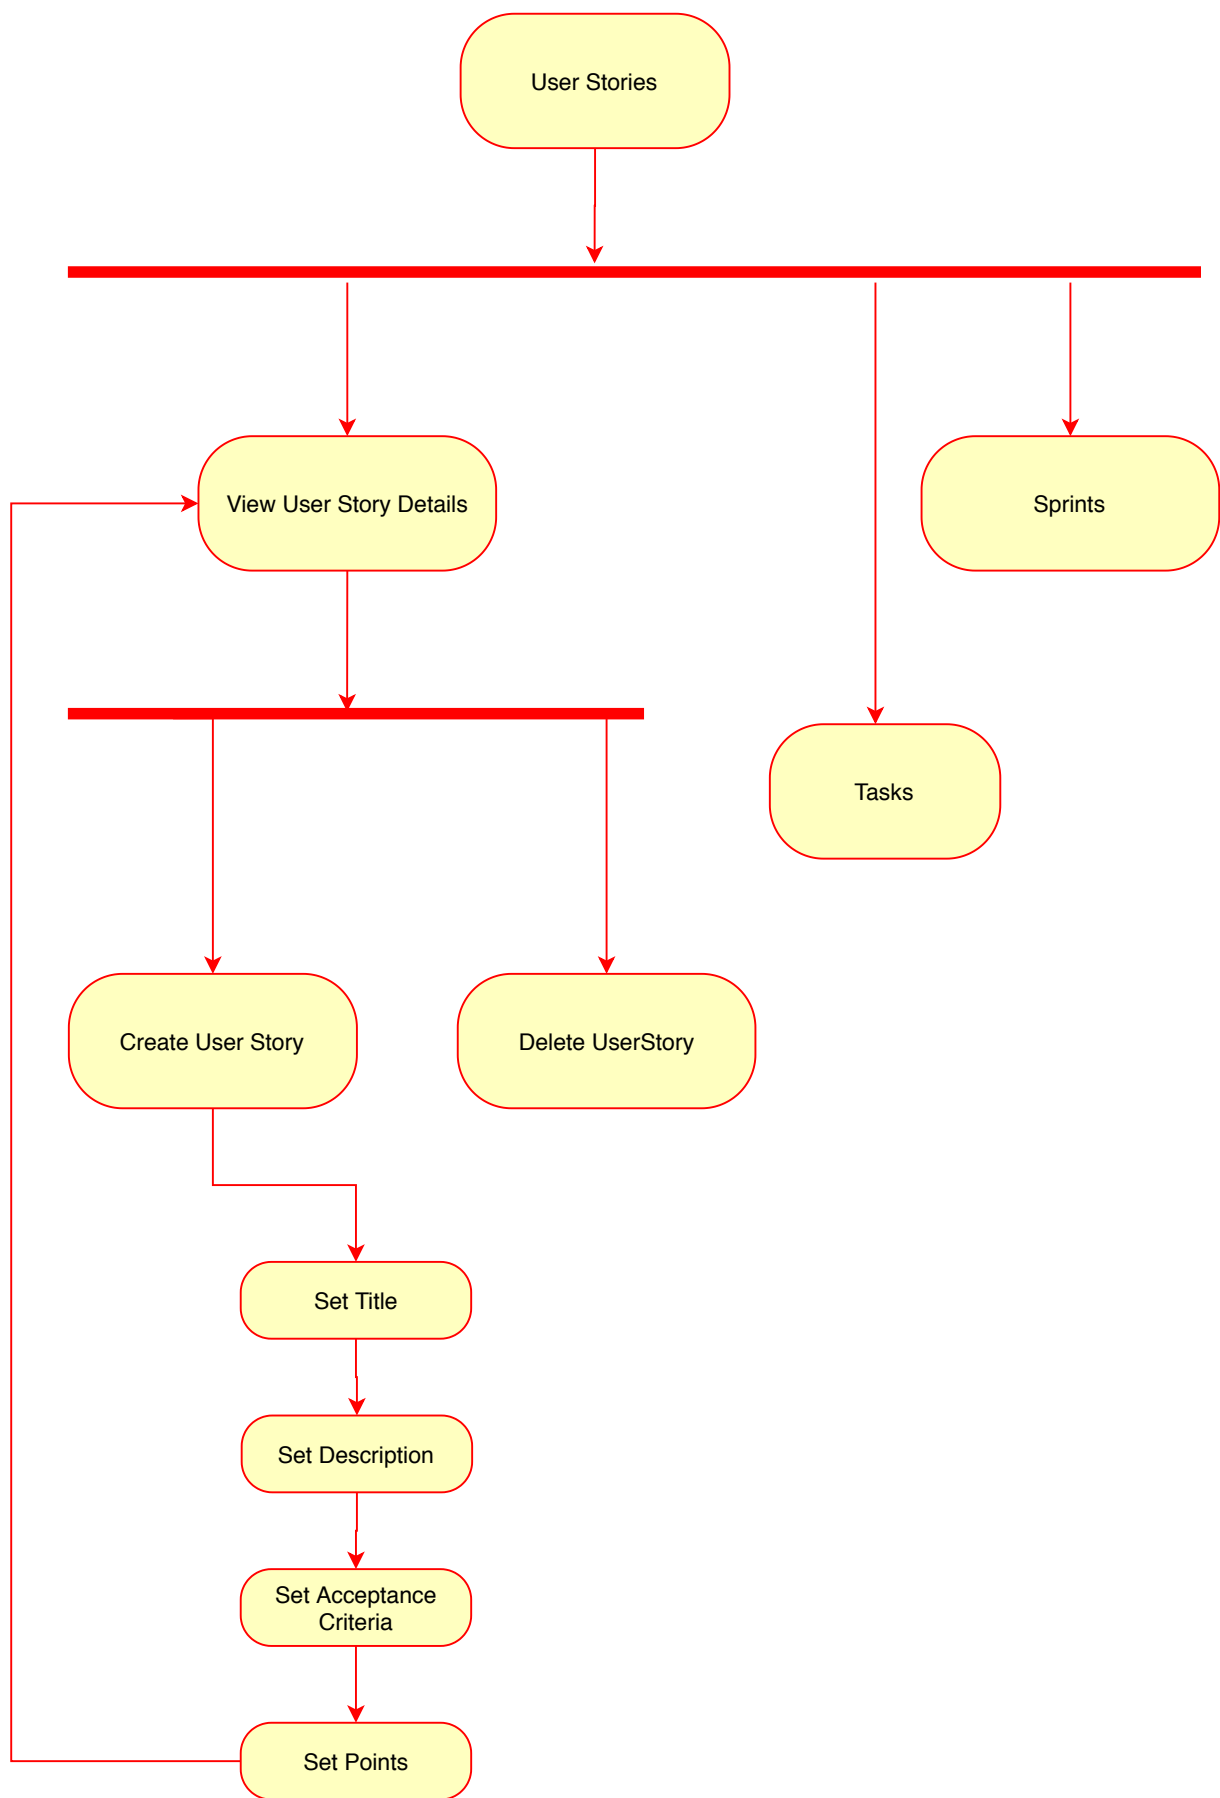 User Stories
View User Story Details
Sprints
Tasks
Create User Story
Delete UserStory
Set Title
Set Description
Set Acceptance
Criteria
Set Points